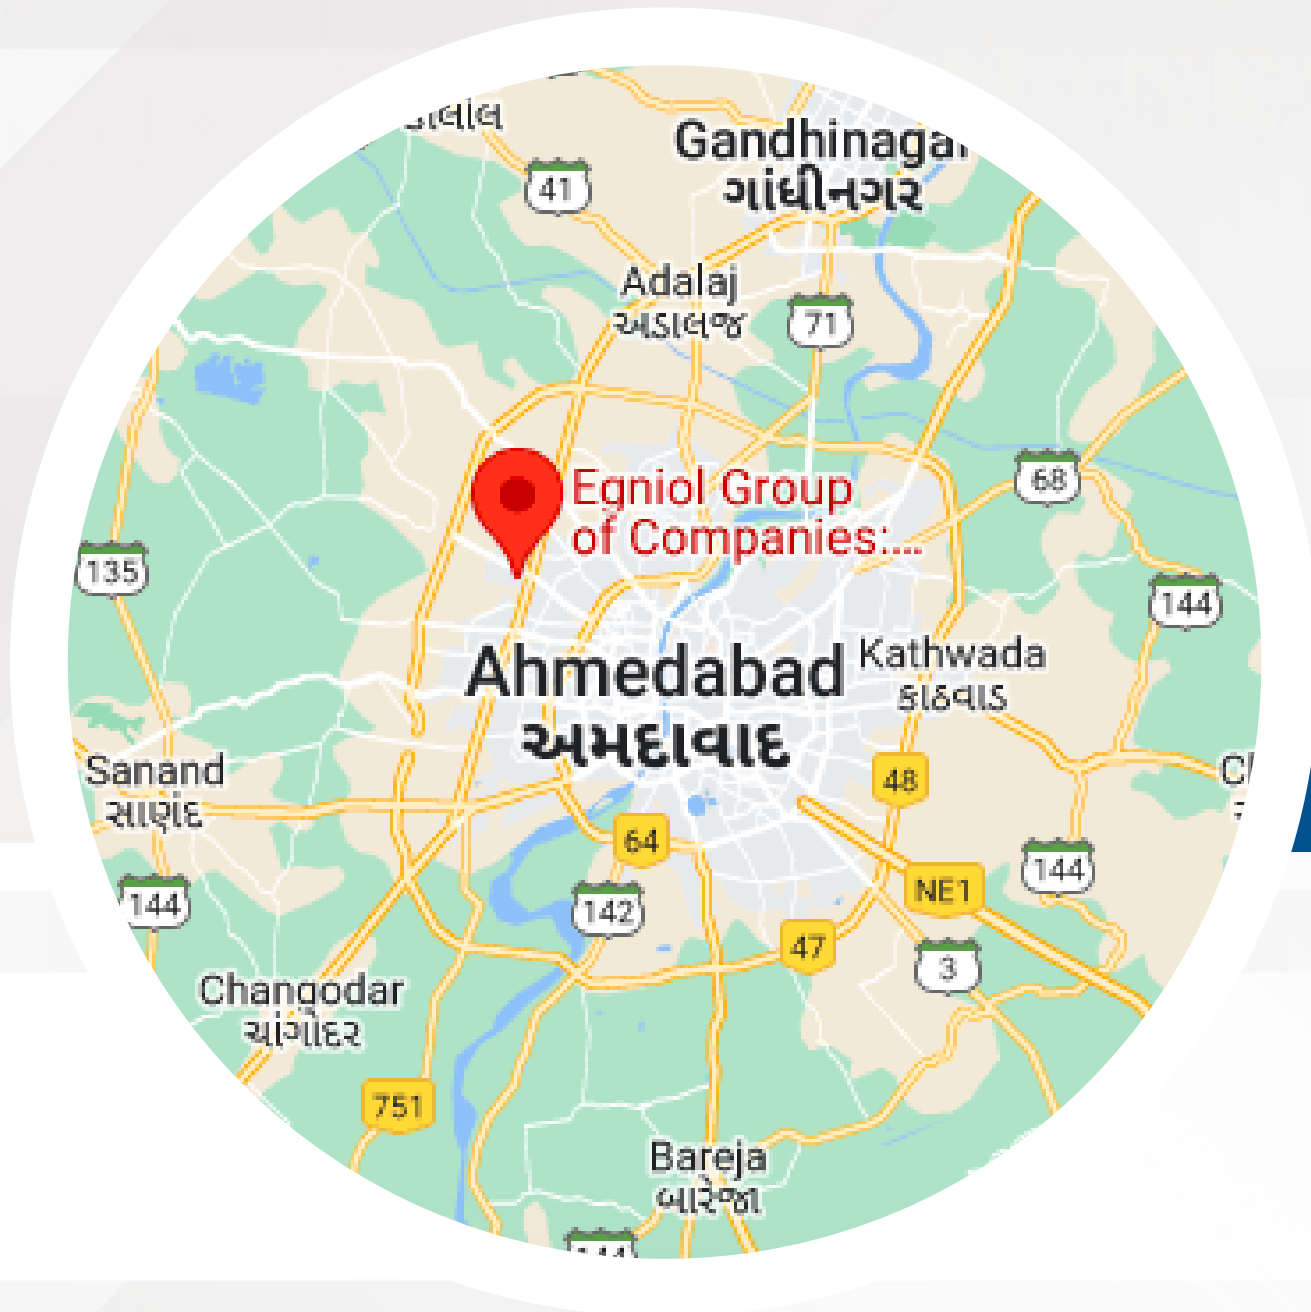 41
Gandhinagar
ગાંધીનગર
Adalaj
અડાલજ
71
Egniol Group
of Companies:...
68
135
144
Ahmedabad
અમદાવાદ
Kathwada
કઠવાડા
Sanand
સાણંદ
48
64
144
NE1
144
142
47
3
Changodar
ચાંગોદર
751
Bareja
બારેજા
144